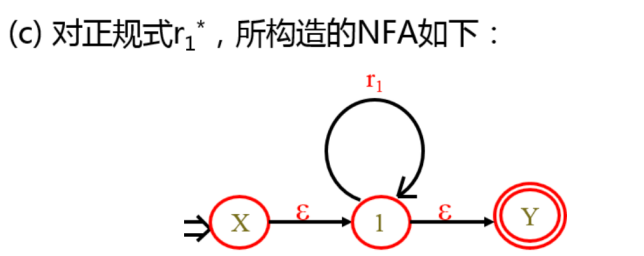 (c) 对正规式r₁*，所构造的NFA如下：
r₁
X ε 1 ε Y